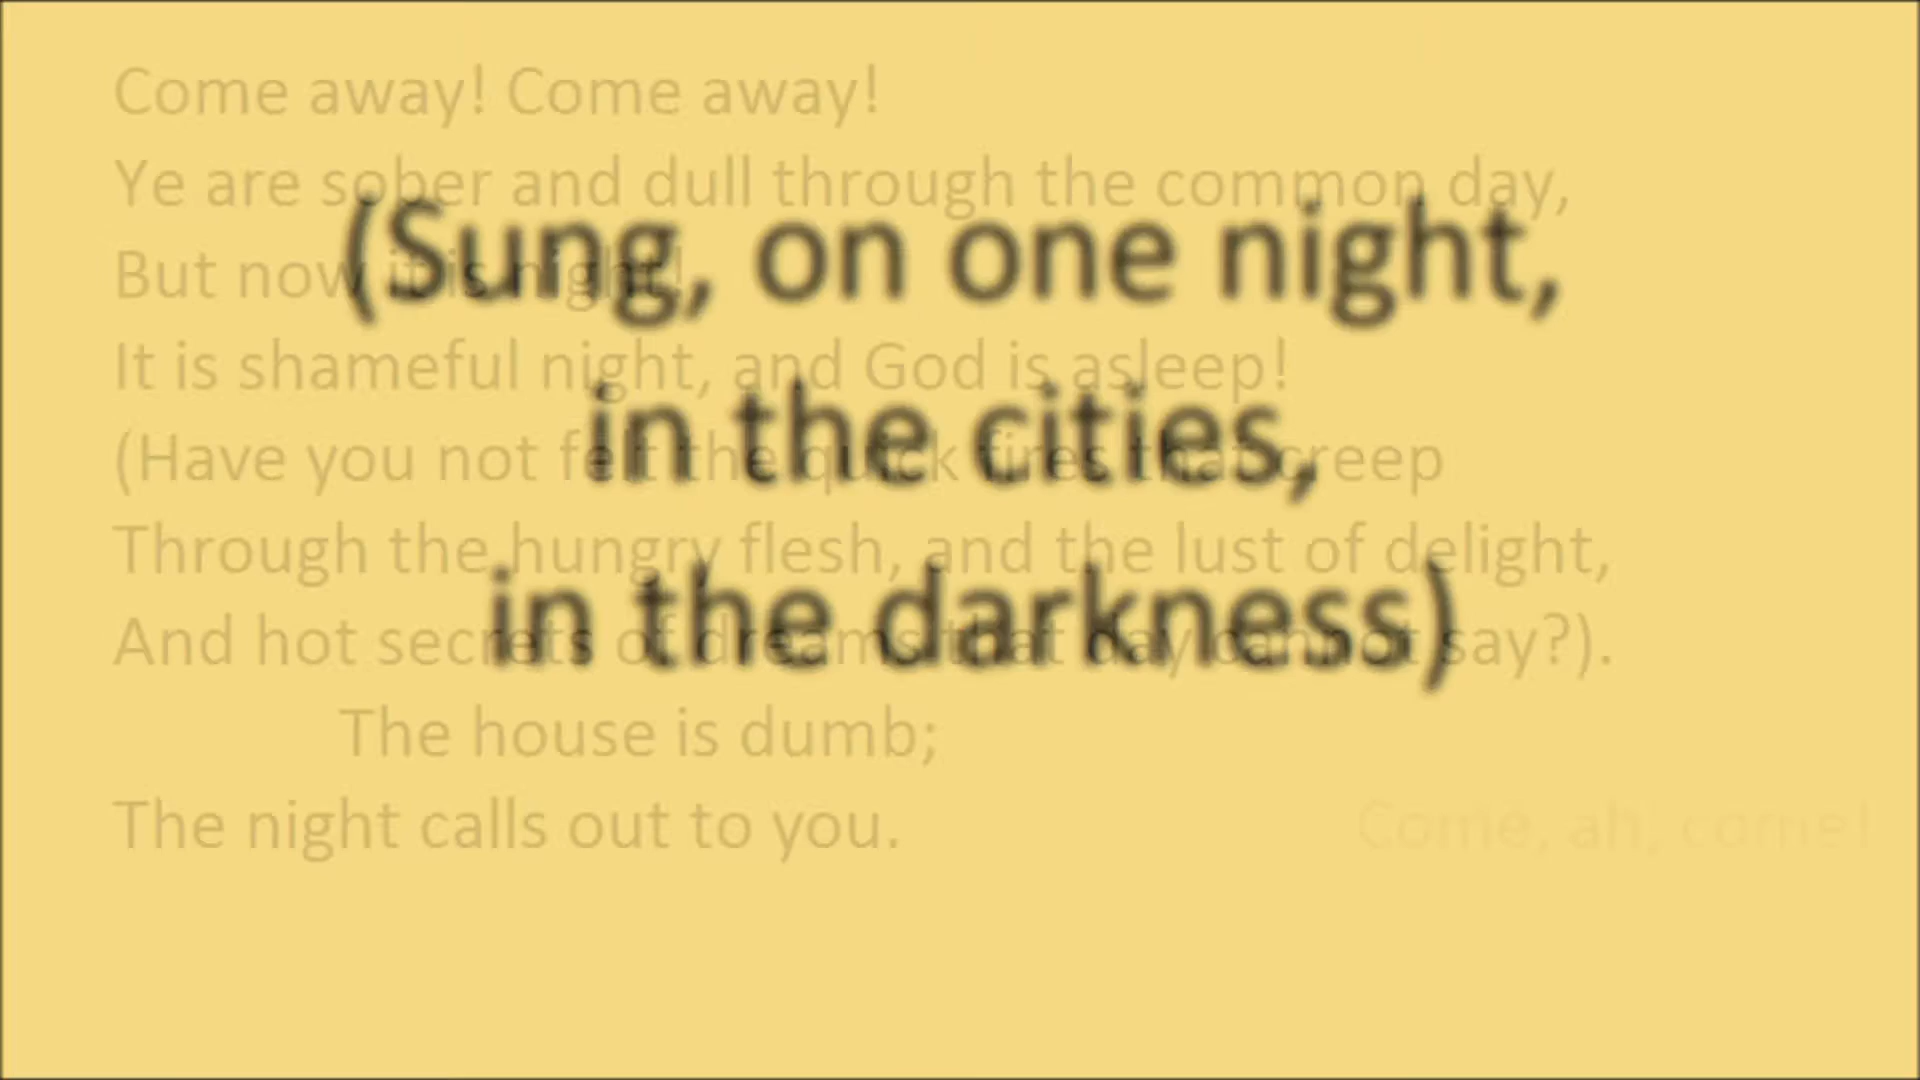 Come away! Come away!
Ye are sober and dull through the common day,
But now it is night!
It is shameful night, and God is asleep!
(Have you not felt the quick fires that creep
Through the hungry flesh, and the lust of delight,
And hot secrets of dreams that day cannot say?).
The house is dumb;
The night calls out to you. Come, ah, come!
(Sung, on one night,
in the cities,
in the darkness)